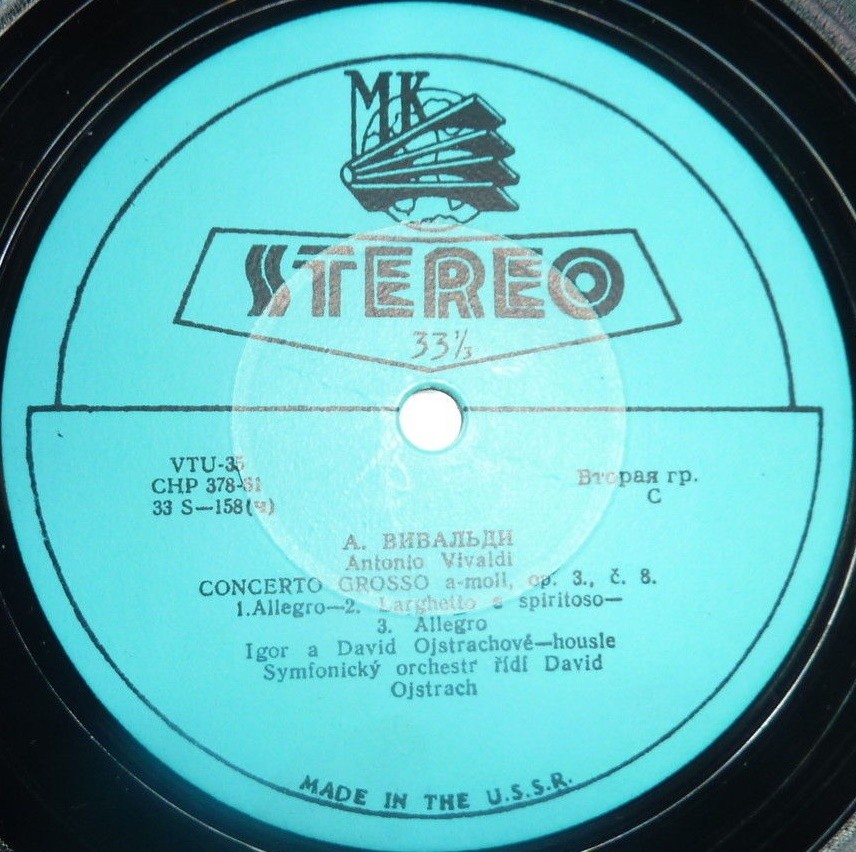 МК
STEREO
33⅓
VTU-35
СНР 378-61
33 S—158(ч)
Вторая гр.
С
А. ВИВАЛЬДИ
Antonio Vivaldi
CONCERTO GROSSO a-moll, op. 3., č. 8.
1.Allegro—2. Larghetto e spiritoso—
3. Allegro
Igor a David Ojstrachové—housle
Symfonický orchestr řídí David
Ojstrach
MADE IN THE U.S.S.R.